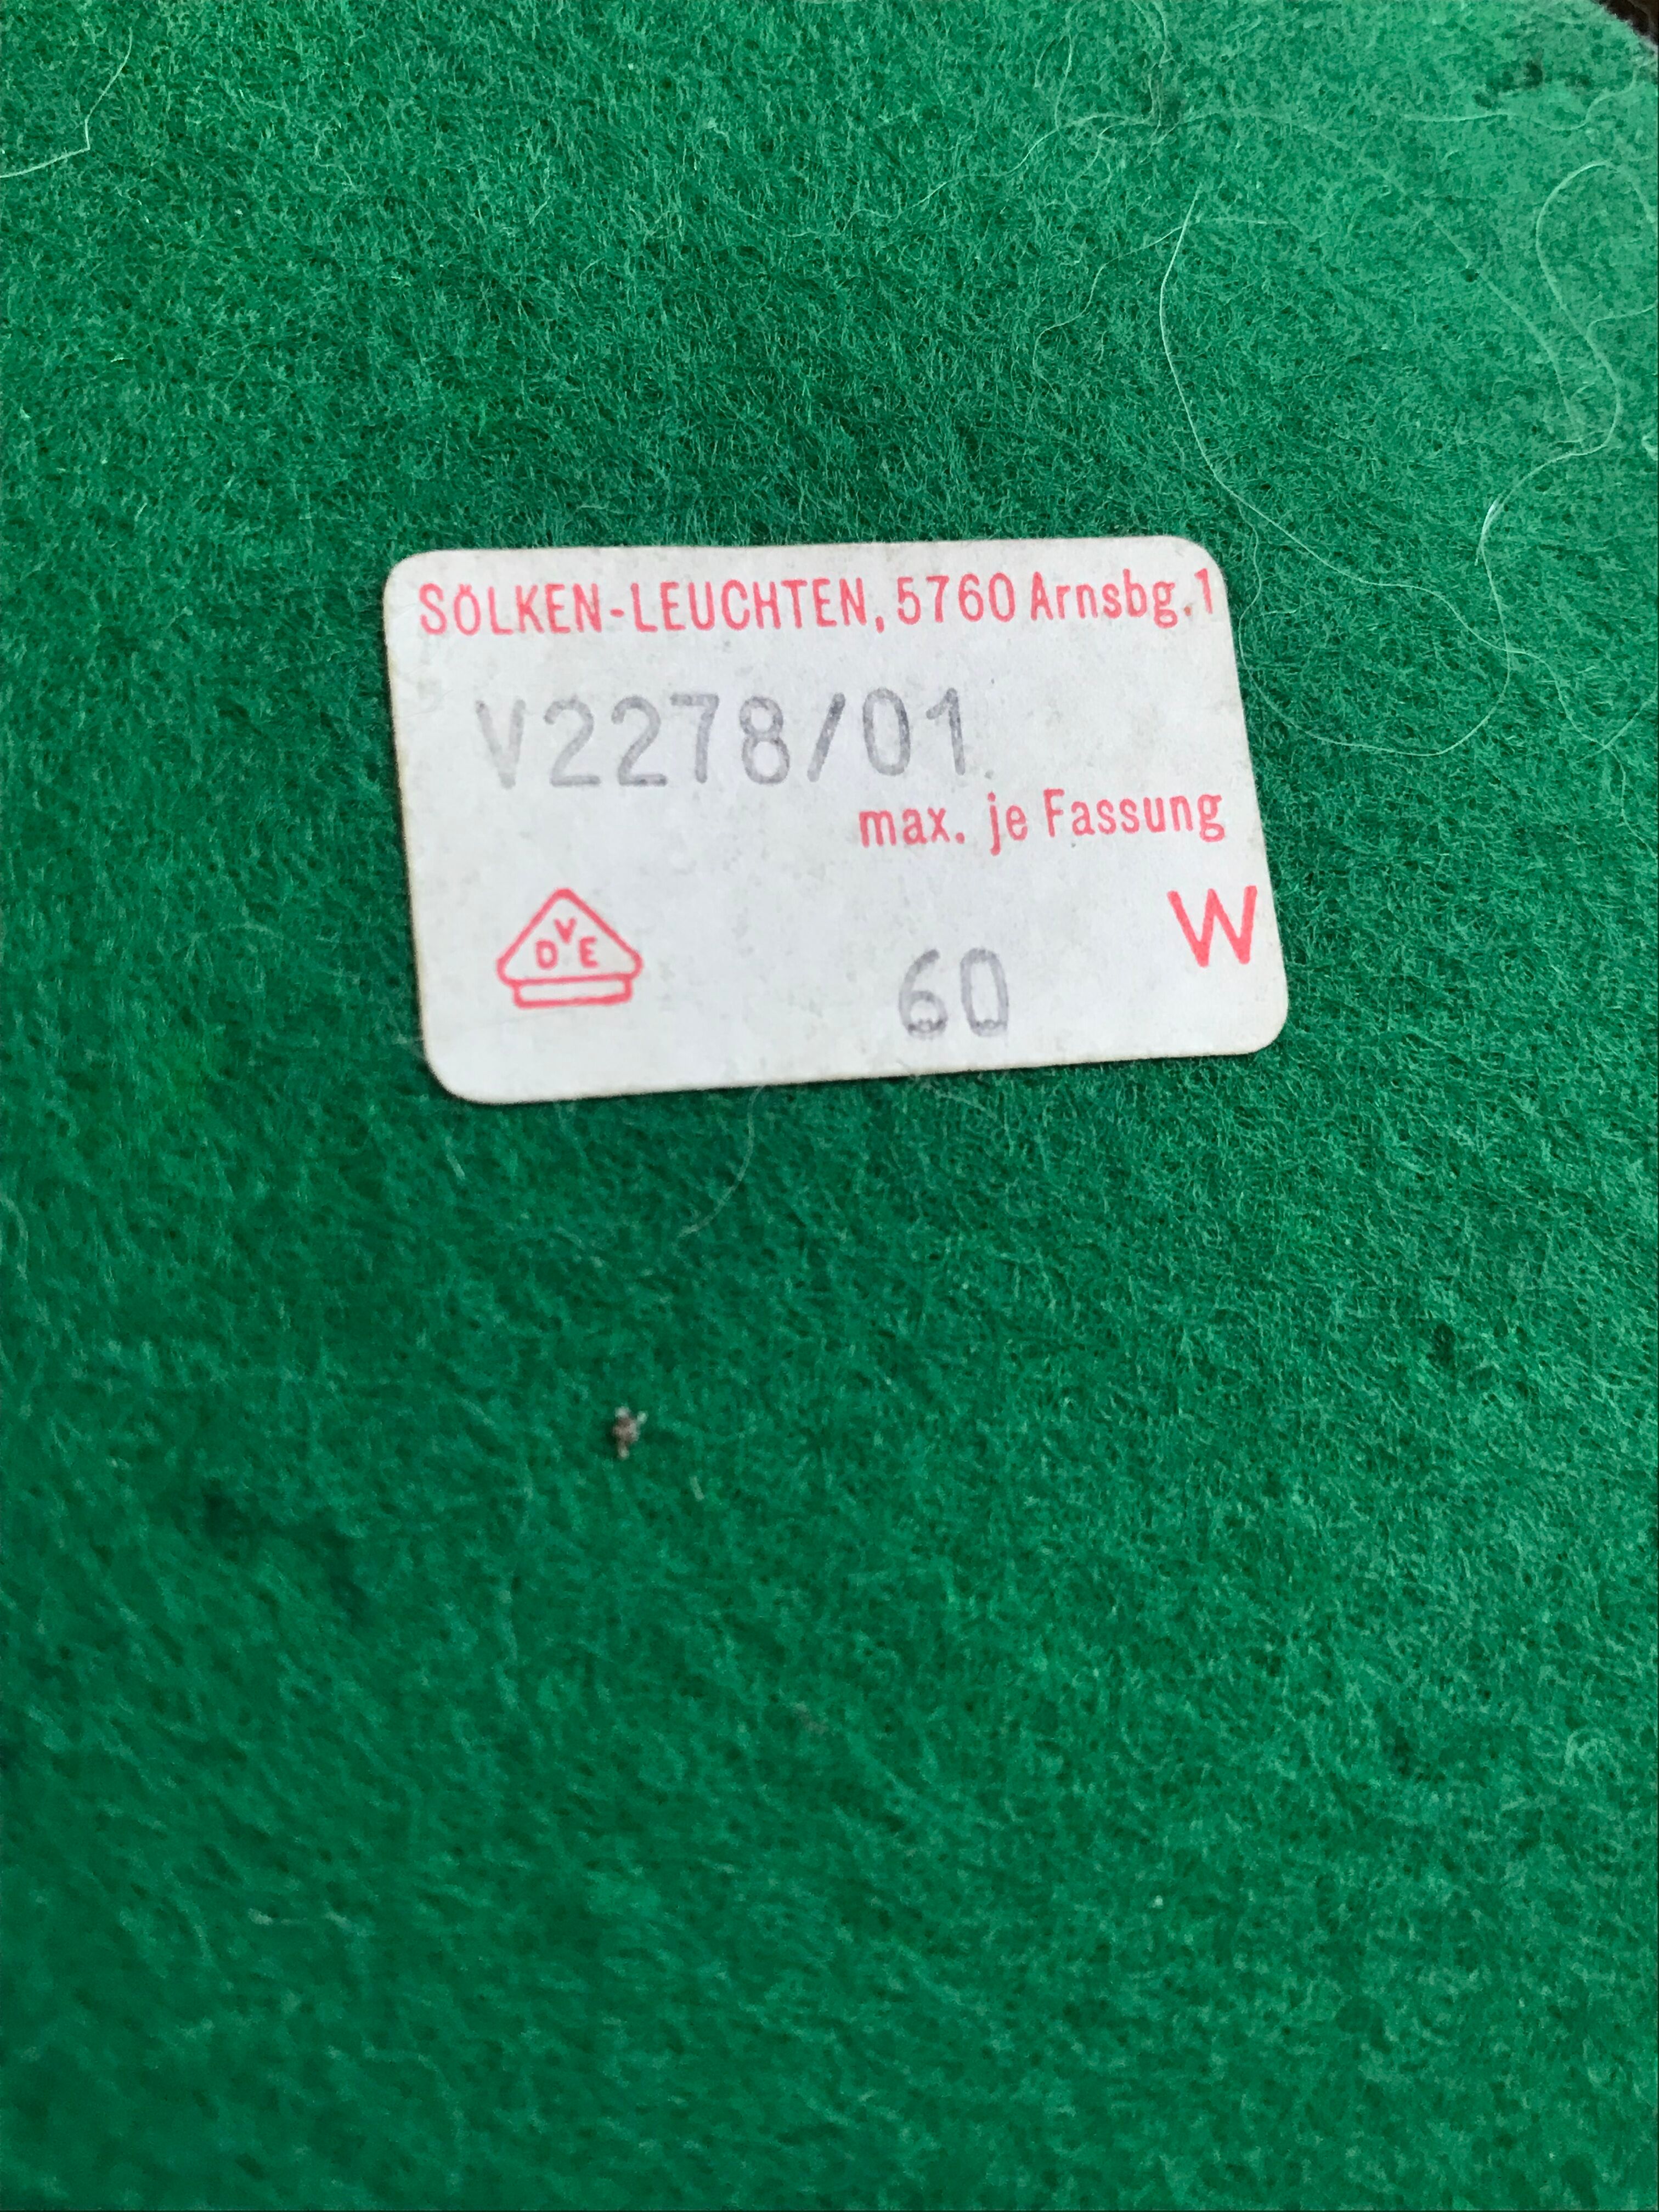 SÖLKEN-LEUCHTEN, 5760 Arnsbg.1
V2278/01
max. je Fassung
DVE
60 W